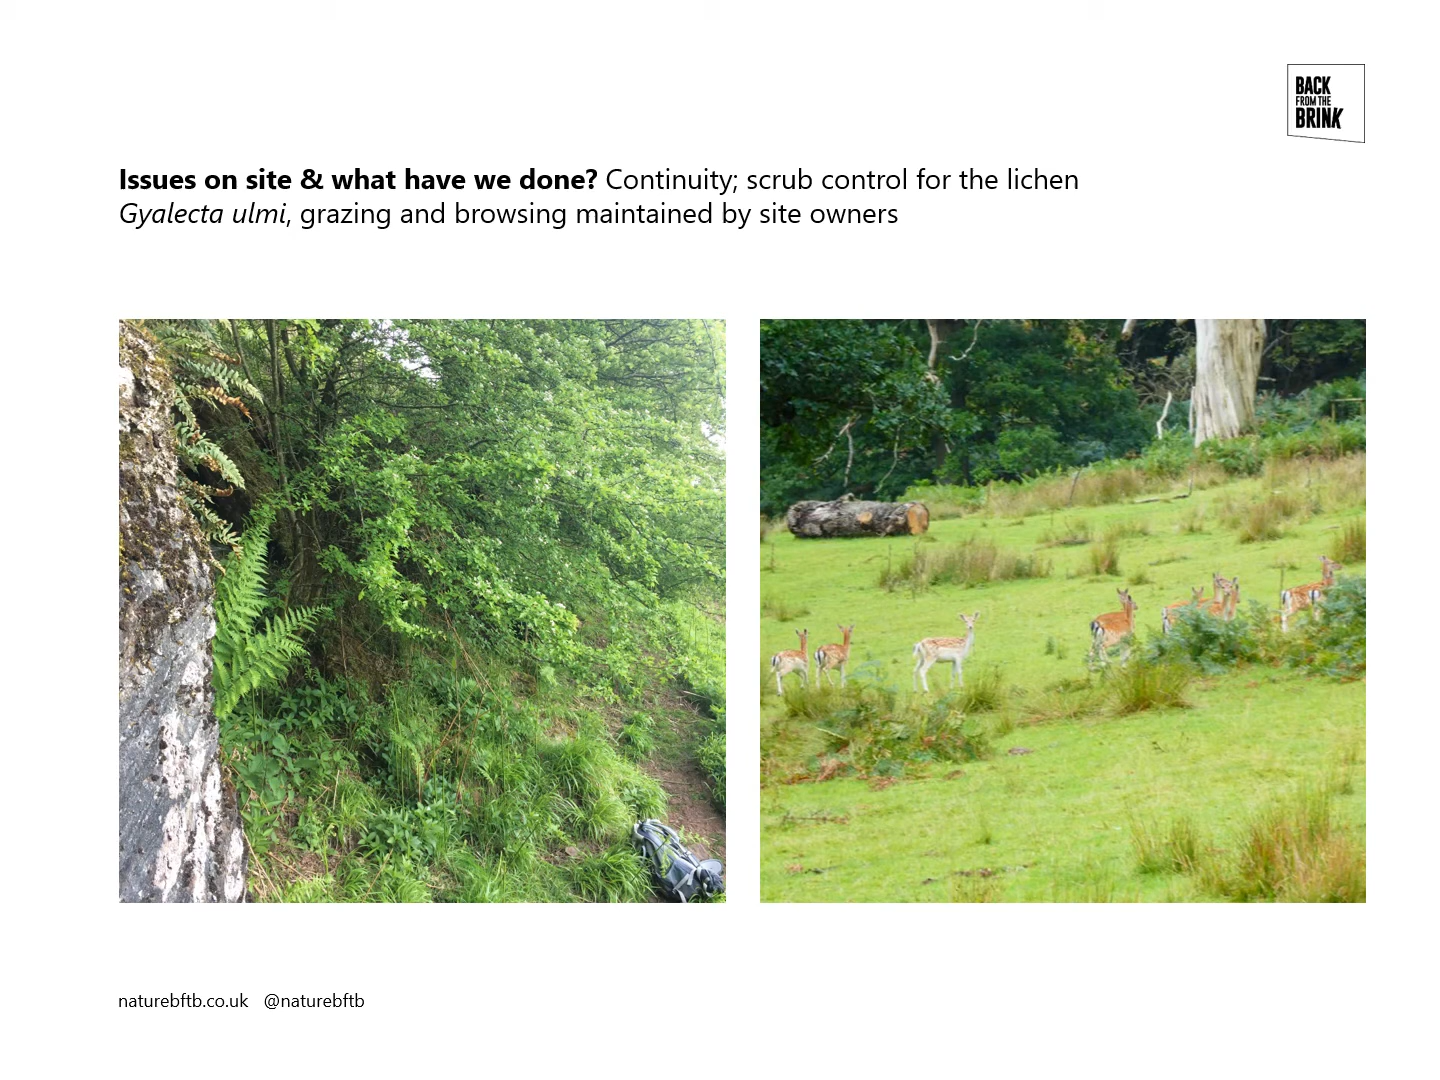 BACK
FROM THE
BRINK
Issues on site & what have we done? Continuity; scrub control for the lichen
Gyalecta ulmi, grazing and browsing maintained by site owners
naturebftb.co.uk @naturebftb